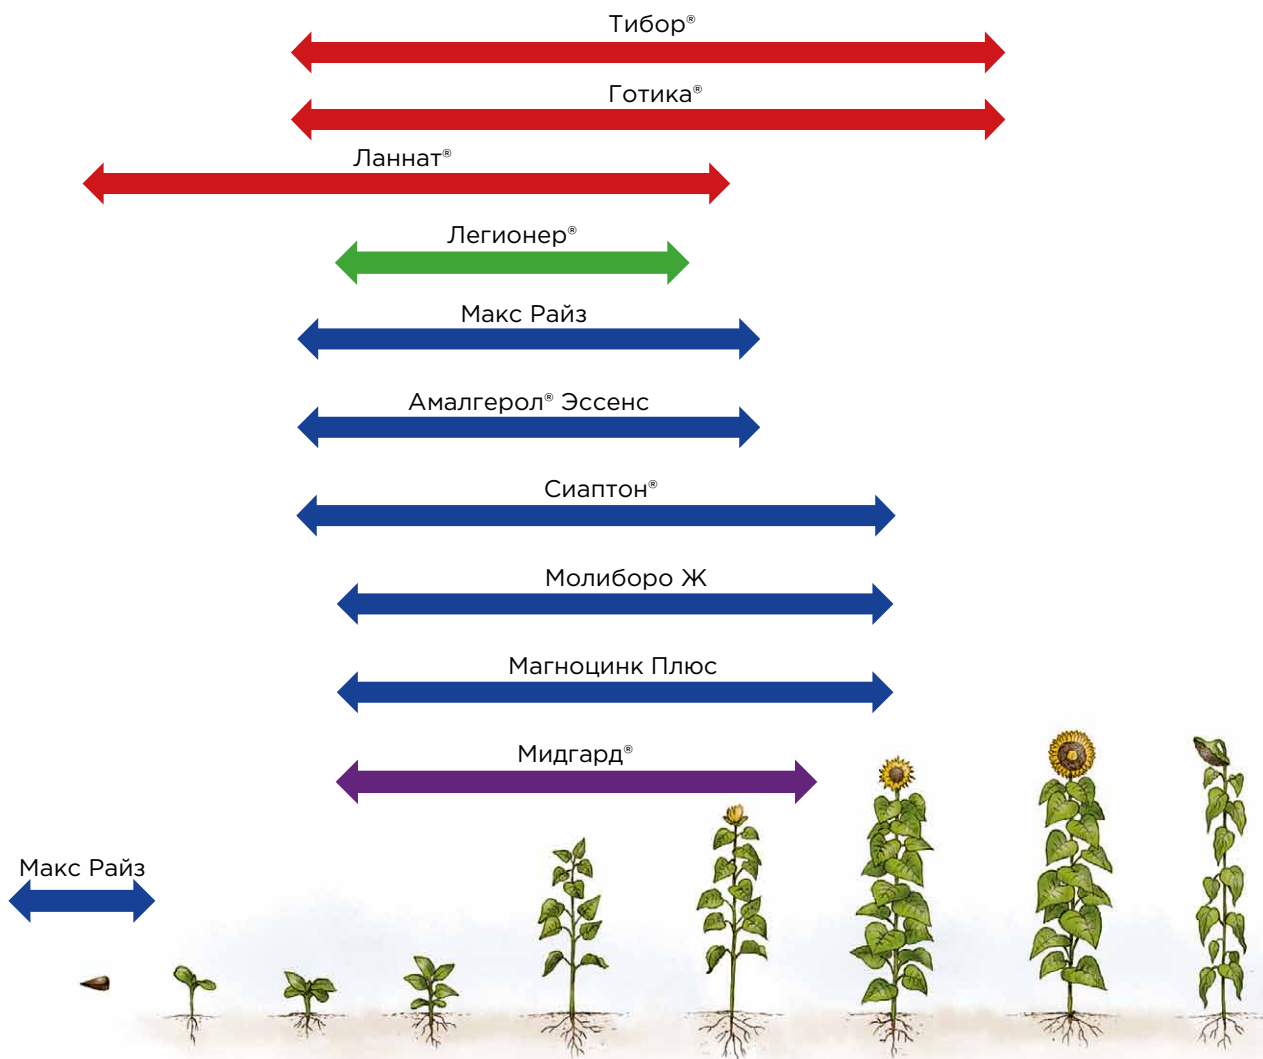 Тибор®
Готика®
Ланнат®
Легионер®
Макс Райз
Амалгерол® Эссенс
Сиаптон®
Молиборо Ж
Магноцинк Плюс
Мидгард®
Макс Райз